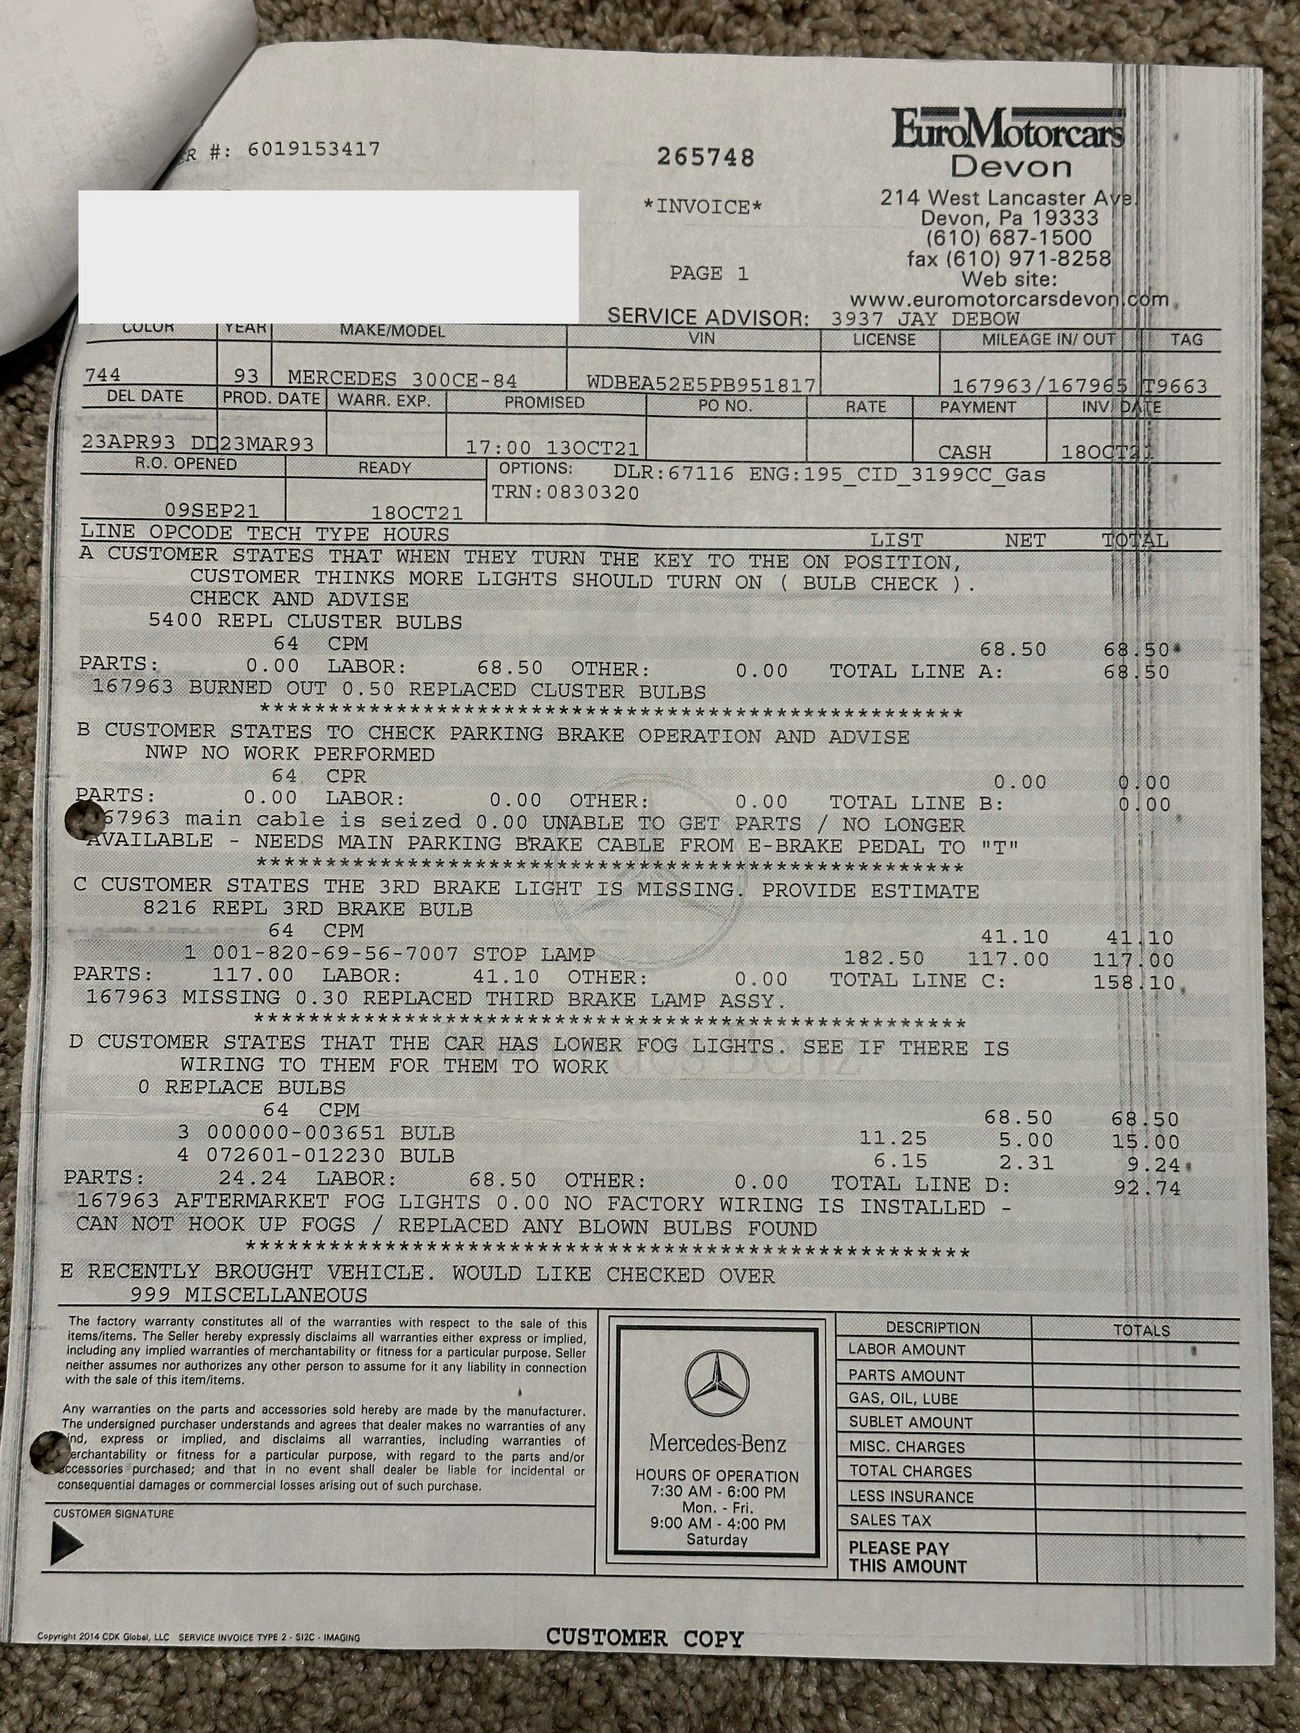 #: 6019153417
265748
*INVOICE*
PAGE 1
EuroMotorcars
Devon
214 West Lancaster Ave.
Devon, Pa 19333
(610) 687-1500
fax (610) 971-8258
Web site:
www.euromotorcarsdevon.com
SERVICE ADVISOR: 3937 JAY DEBOW
COLOR YEAR MAKE/MODEL VIN LICENSE MILEAGE IN/ OUT TAG
744 93 MERCEDES 300CE-84 WDBEA52E5PB951817 167963/167965 T9663
DEL DATE PROD. DATE WARR. EXP. PROMISED PO NO. RATE PAYMENT INV. DATE
23APR93 DD 23MAR93 17:00 13OCT21 CASH 18OCT21
R.O. OPENED READY OPTIONS: DLR:67116 ENG:195_CID_3199CC_Gas
TRN:0830320
09SEP21 18OCT21
LINE OPCODE TECH TYPE HOURS LIST NET TOTAL
A CUSTOMER STATES THAT WHEN THEY TURN THE KEY TO THE ON POSITION,
CUSTOMER THINKS MORE LIGHTS SHOULD TURN ON ( BULB CHECK ).
CHECK AND ADVISE
5400 REPL CLUSTER BULBS
64 CPM 68.50 68.50
PARTS: 0.00 LABOR: 68.50 OTHER: 0.00 TOTAL LINE A: 68.50
167963 BURNED OUT 0.50 REPLACED CLUSTER BULBS
****************************************************
B CUSTOMER STATES TO CHECK PARKING BRAKE OPERATION AND ADVISE
NWP NO WORK PERFORMED
64 CPR 0.00 0.00
PARTS: 0.00 LABOR: 0.00 OTHER: 0.00 TOTAL LINE B: 0.00
67963 main cable is seized 0.00 UNABLE TO GET PARTS / NO LONGER
AVAILABLE - NEEDS MAIN PARKING BRAKE CABLE FROM E-BRAKE PEDAL TO "T"
****************************************************
C CUSTOMER STATES THE 3RD BRAKE LIGHT IS MISSING. PROVIDE ESTIMATE
8216 REPL 3RD BRAKE BULB
64 CPM 41.10 41.10
1 001-820-69-56-7007 STOP LAMP 182.50 117.00 117.00
PARTS: 117.00 LABOR: 41.10 OTHER: 0.00 TOTAL LINE C: 158.10
167963 MISSING 0.30 REPLACED THIRD BRAKE LAMP ASSY.
****************************************************
D CUSTOMER STATES THAT THE CAR HAS LOWER FOG LIGHTS. SEE IF THERE IS
WIRING TO THEM FOR THEM TO WORK
0 REPLACE BULBS
64 CPM 68.50 68.50
3 000000-003651 BULB 11.25 5.00 15.00
4 072601-012230 BULB 6.15 2.31 9.24
PARTS: 24.24 LABOR: 68.50 OTHER: 0.00 TOTAL LINE D: 92.74
167963 AFTERMARKET FOG LIGHTS 0.00 NO FACTORY WIRING IS INSTALLED -
CAN NOT HOOK UP FOGS / REPLACED ANY BLOWN BULBS FOUND
****************************************************
E RECENTLY BROUGHT VEHICLE. WOULD LIKE CHECKED OVER
999 MISCELLANEOUS
The factory warranty constitutes all of the warranties with respect to the sale of this
items/items. The Seller hereby expressly disclaims all warranties either express or implied,
including any implied warranties of merchantability or fitness for a particular purpose. Seller
neither assumes nor authorizes any other person to assume for it any liability in connection
with the sale of this item/items.
Any warranties on the parts and accessories sold hereby are made by the manufacturer.
The undersigned purchaser understands and agrees that dealer makes no warranties of any
ind, express or implied, and disclaims all warranties, including warranties of
erchantability or fitness for a particular purpose, with regard to the parts and/or
accessories purchased; and that in no event shall dealer be liable for incidental or
consequential damages or commercial losses arising out of such purchase.
CUSTOMER SIGNATURE
Mercedes-Benz
HOURS OF OPERATION
7:30 AM - 6:00 PM
Mon. - Fri.
9:00 AM - 4:00 PM
Saturday
DESCRIPTION TOTALS
LABOR AMOUNT
PARTS AMOUNT
GAS, OIL, LUBE
SUBLET AMOUNT
MISC. CHARGES
TOTAL CHARGES
LESS INSURANCE
SALES TAX
PLEASE PAY
THIS AMOUNT
Copyright 2014 CDK Global, LLC SERVICE INVOICE TYPE 2 - SI2C - IMAGING
CUSTOMER COPY